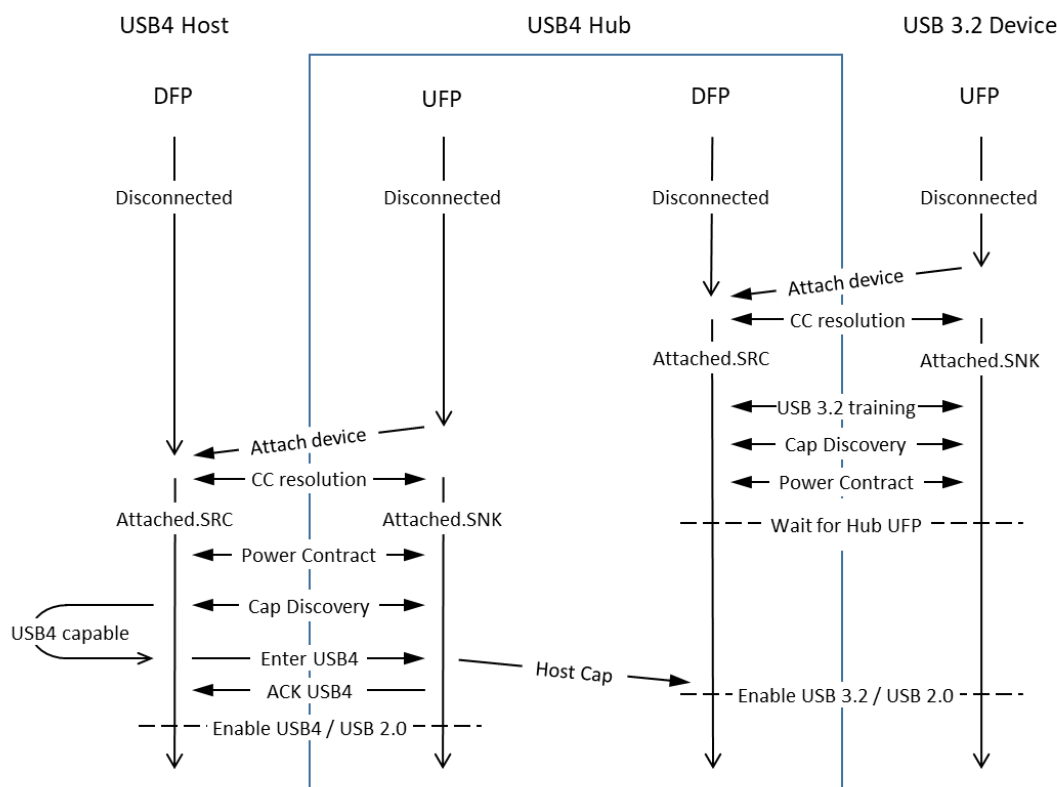 USB4 Host
USB4 Hub
USB 3.2 Device
DFP
UFP
DFP
UFP
Disconnected
Disconnected
Disconnected
Disconnected
Attach device
CC resolution
Attached.SRC
Attached.SNK
USB 3.2 training
Attach device
Cap Discovery
CC resolution
Power Contract
Attached.SRC
Attached.SNK
Wait for Hub UFP
Power Contract
Cap Discovery
USB4 capable
Enter USB4
Host Cap
ACK USB4
Enable USB 3.2 / USB 2.0
Enable USB4 / USB 2.0